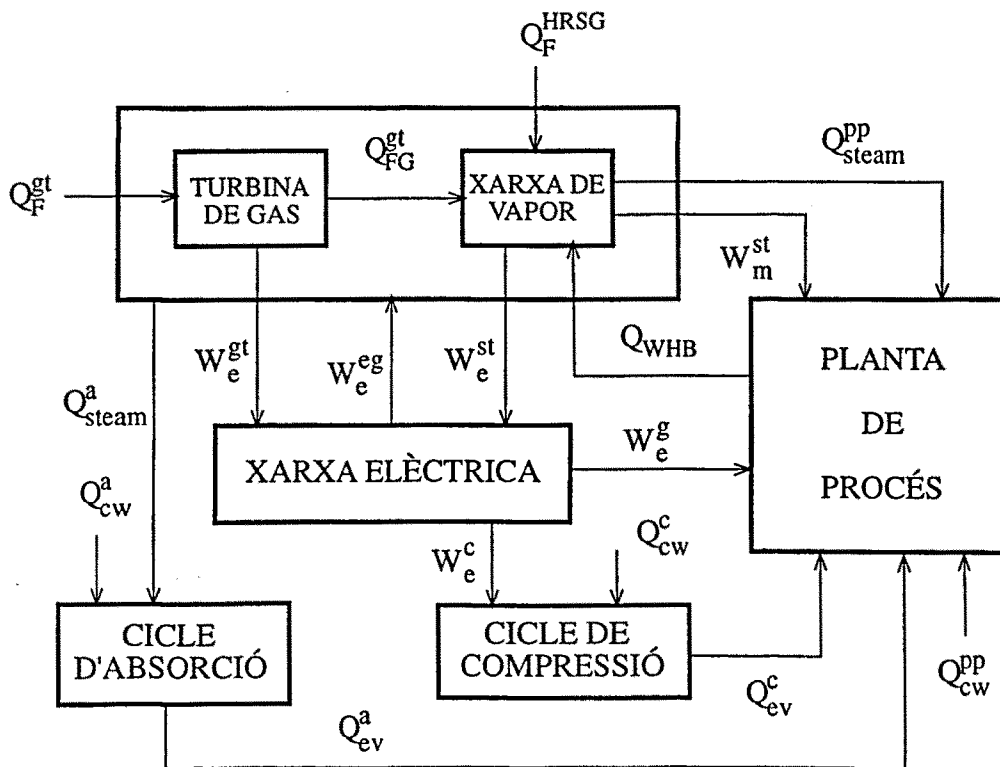 Q_F^HRSG
Q_FG^gt
Q_steam^pp
Q_F^gt
TURBINA
DE GAS
XARXA DE
VAPOR
W_m^st
W_e^gt
W_e^eg
W_e^st
Q_WHB
PLANTA
DE
PROCÉS
Q_steam^a
XARXA ELÈCTRICA
W_e^g
Q_cw^a
W_e^c
Q_cw^c
CICLE
D'ABSORCIÓ
CICLE DE
COMPRESSIÓ
Q_ev^c
Q_cw^pp
Q_ev^a